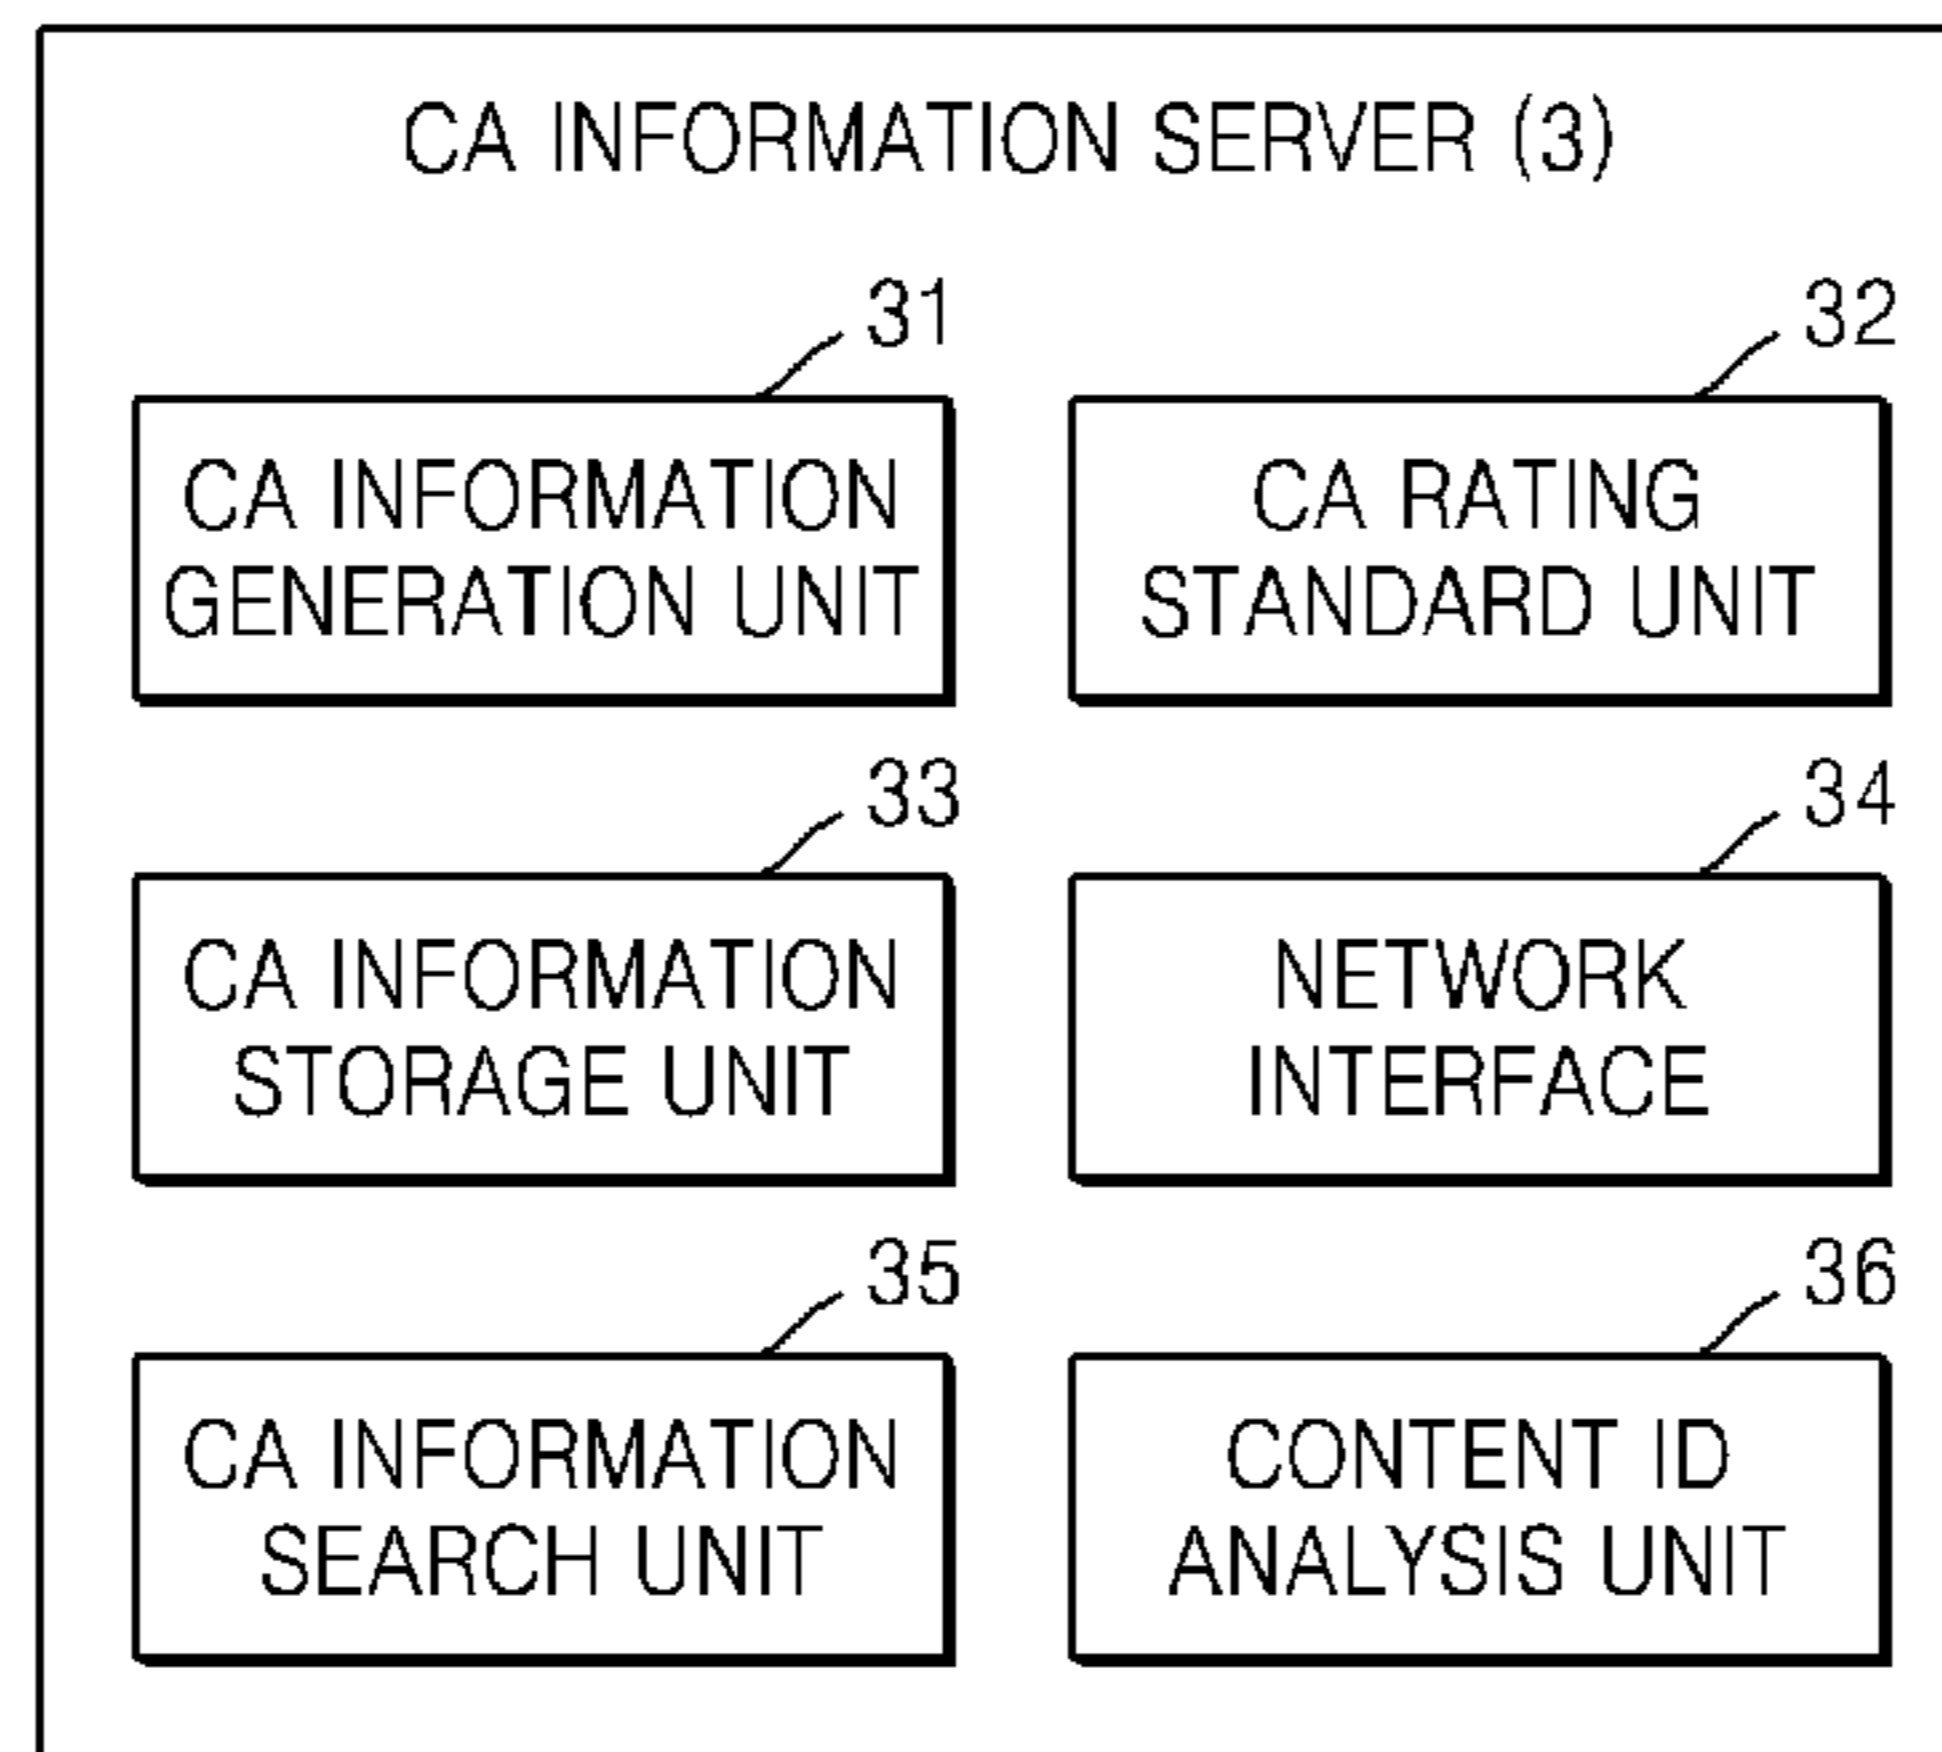 CA INFORMATION SERVER (3)
31
32
CA INFORMATION
GENERATION UNIT
CA RATING
STANDARD UNIT
33
34
CA INFORMATION
STORAGE UNIT
NETWORK
INTERFACE
35
36
CA INFORMATION
SEARCH UNIT
CONTENT ID
ANALYSIS UNIT